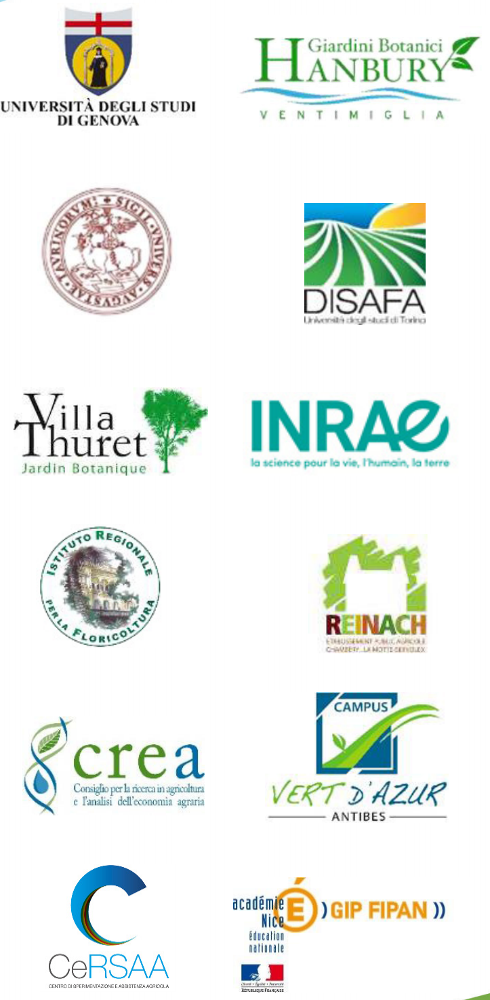 UNIVERSITÀ DEGLI STUDI
DI GENOVA
Giardini Botanici
HANBURY
VENTIMIGLIA
SIGIL · VNIVERS · AVGVSTAE · TAVRINORVM
DISAFA
Università degli studi di Torino
Villa
Thuret
Jardin Botanique
INRAE
la science pour la vie, l'humain, la terre
ISTITUTO REGIONALE
PER LA FLORICOLTURA
REINACH
ETABLISSEMENT PUBLIC AGRICOLE
CHAMBERY - LA MOTTE-SERVOLEX
crea
Consiglio per la ricerca in agricoltura
e l'analisi dell'economia agraria
CAMPUS
VERT D'AZUR
ANTIBES
CeRSAA
CENTRO DI SPERIMENTAZIONE E ASSISTENZA AGRICOLA
académie
Nice
éducation
nationale
É ) GIP FIPAN ))
Liberté • Égalité • Fraternité
RÉPUBLIQUE FRANÇAISE